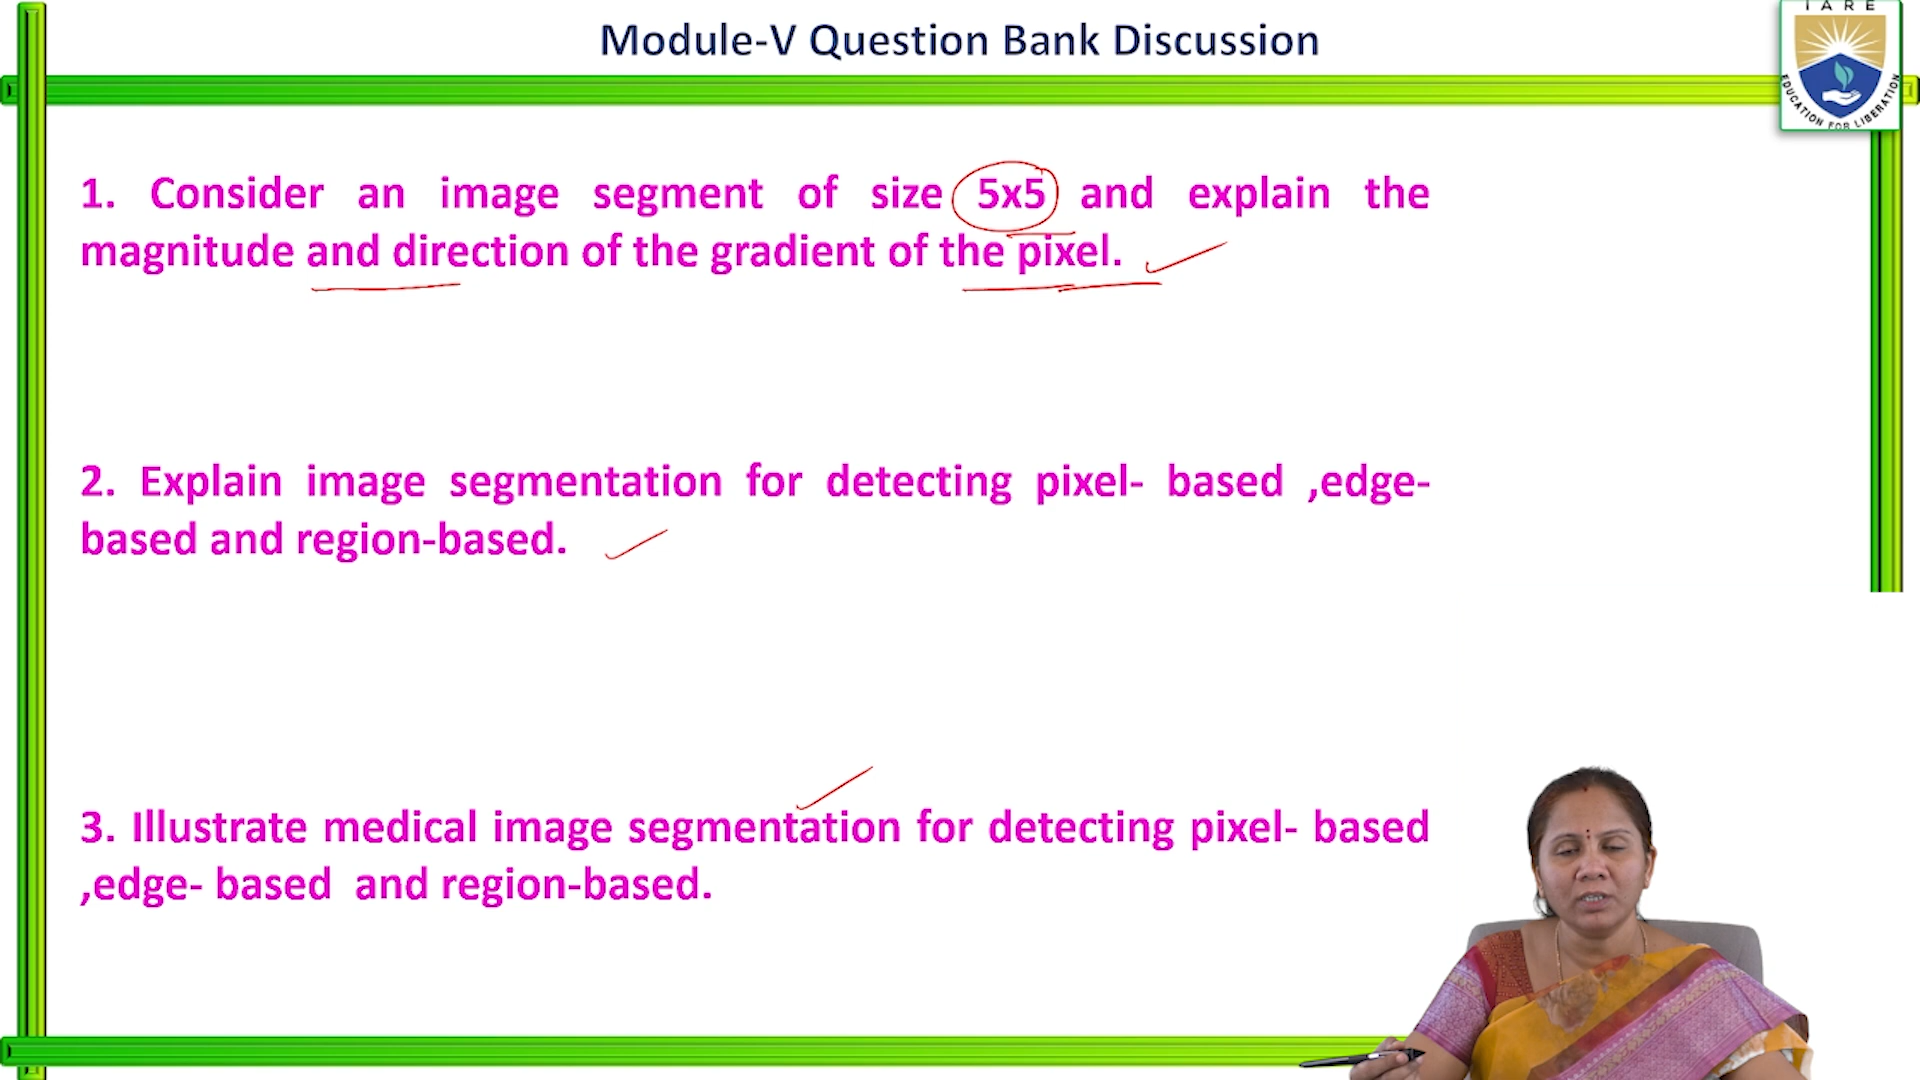 Module-V Question Bank Discussion
IARE
EDUCATION FOR LIBERATION
1. Consider an image segment of size 5x5 and explain the
magnitude and direction of the gradient of the pixel.
2. Explain image segmentation for detecting pixel- based ,edge-
based and region-based.
3. Illustrate medical image segmentation for detecting pixel- based
,edge- based and region-based.